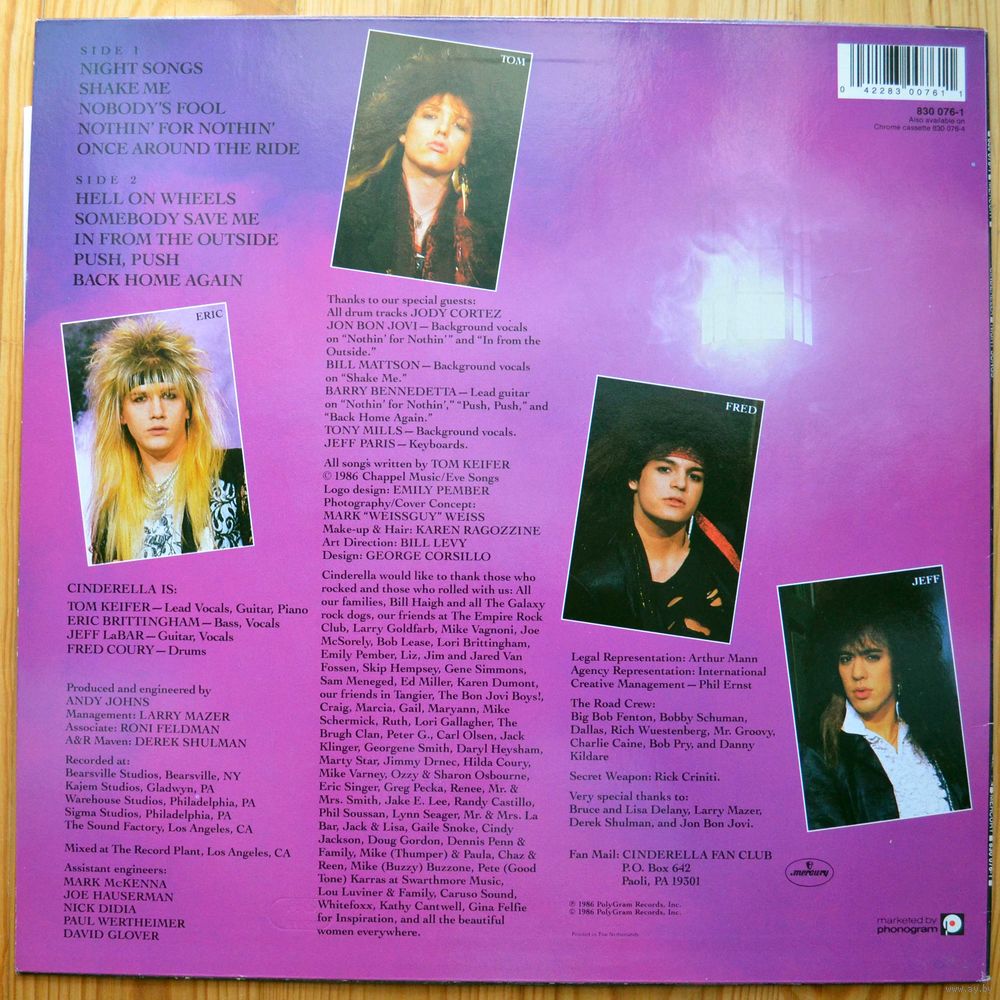 SIDE 1
NIGHT SONGS
SHAKE ME
NOBODY'S FOOL
NOTHIN' FOR NOTHIN'
ONCE AROUND THE RIDE
SIDE 2
HELL ON WHEELS
SOMEBODY SAVE ME
IN FROM THE OUTSIDE
PUSH, PUSH
BACK HOME AGAIN
ERIC
CINDERELLA IS:
TOM KEIFER—Lead Vocals, Guitar, Piano
ERIC BRITTINGHAM—Bass, Vocals
JEFF LaBAR—Guitar, Vocals
FRED COURY—Drums
Produced and engineered by
ANDY JOHNS
Management: LARRY MAZER
Associate: RONI FELDMAN
A&R Maven: DEREK SHULMAN
Recorded at:
Bearsville Studios, Bearsville, NY
Kajem Studios, Gladwyn, PA
Warehouse Studios, Philadelphia, PA
Sigma Studios, Philadelphia, PA
The Sound Factory, Los Angeles, CA
Mixed at The Record Plant, Los Angeles, CA
Assistant engineers:
MARK McKENNA
JOE HAUSERMAN
NICK DIDIA
PAUL WERTHEIMER
DAVID GLOVER
TOM
Thanks to our special guests:
All drum tracks JODY CORTEZ
JON BON JOVI—Background vocals
on "Nothin' for Nothin'" and "In from the
Outside."
BILL MATTSON—Background vocals
on "Shake Me."
BARRY BENNEDETTA—Lead guitar
on "Nothin' for Nothin'," "Push, Push," and
"Back Home Again."
TONY MILLS—Background vocals.
JEFF PARIS—Keyboards.
All songs written by TOM KEIFER
© 1986 Chappel Music/Eve Songs
Logo design: EMILY PEMBER
Photography/Cover Concept:
MARK "WEISSGUY" WEISS
Make-up & Hair: KAREN RAGOZZINE
Art Direction: BILL LEVY
Design: GEORGE CORSILLO
Cinderella would like to thank those who
rocked and those who rolled with us: All
our families, Bill Haigh and all The Galaxy
rock dogs, our friends at The Empire Rock
Club, Larry Goldfarb, Mike Vagnoni, Joe
McSorely, Bob Lease, Lori Brittingham,
Emily Pember, Liz, Jim and Jared Van
Fossen, Skip Hempsey, Gene Simmons,
Sam Meneged, Ed Miller, Karen Dumont,
our friends in Tangier, The Bon Jovi Boys!,
Craig, Marcia, Gail, Maryann, Mike
Schermick, Ruth, Lori Gallagher, The
Brugh Clan, Peter G., Carl Olsen, Jack
Klinger, Georgene Smith, Daryl Heysham,
Marty Star, Jimmy Drnec, Hilda Coury,
Mike Varney, Ozzy & Sharon Osbourne,
Eric Singer, Greg Pecka, Renee, Mr. &
Mrs. Smith, Jake E. Lee, Randy Castillo,
Phil Soussan, Lynn Seager, Mr. & Mrs. La
Bar, Jack & Lisa, Gaile Snoke, Cindy
Jackson, Doug Gordon, Dennis Penn &
Family, Mike (Thumper) & Paula, Chaz &
Reen, Mike (Buzzy) Buzzone, Pete (Good
Tone) Karras at Swarthmore Music,
Lou Luviner & Family, Caruso Sound,
Whitefoxx, Kathy Cantwell, Gina Felfie
for Inspiration, and all the beautiful
women everywhere.
0 42283 00761 1
830 076-1
Also available on
Chrome cassette 830 076-4
FRED
JEFF
Legal Representation: Arthur Mann
Agency Representation: International
Creative Management—Phil Ernst
The Road Crew:
Big Bob Fenton, Bobby Schuman,
Dallas, Rich Wuestenberg, Mr. Groovy,
Charlie Caine, Bob Pry, and Danny
Kildare
Secret Weapon: Rick Criniti.
Very special thanks to:
Bruce and Lisa Delany, Larry Mazer,
Derek Shulman, and Jon Bon Jovi.
Fan Mail: CINDERELLA FAN CLUB
P.O. Box 642
Paoli, PA 19301
mercury
℗ 1986 PolyGram Records, Inc.
© 1986 PolyGram Records, Inc.
Printed in The Netherlands
marketed by
phonogram
www.ay.by